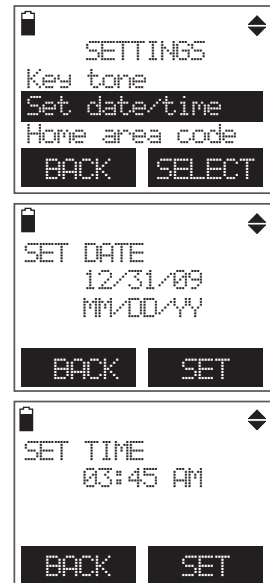 SETTINGS
Key tone
Set date/time
Home area code
BACK SELECT
SET DATE
12/31/09
MM/DD/YY
BACK SET
SET TIME
03:45 AM
BACK SET